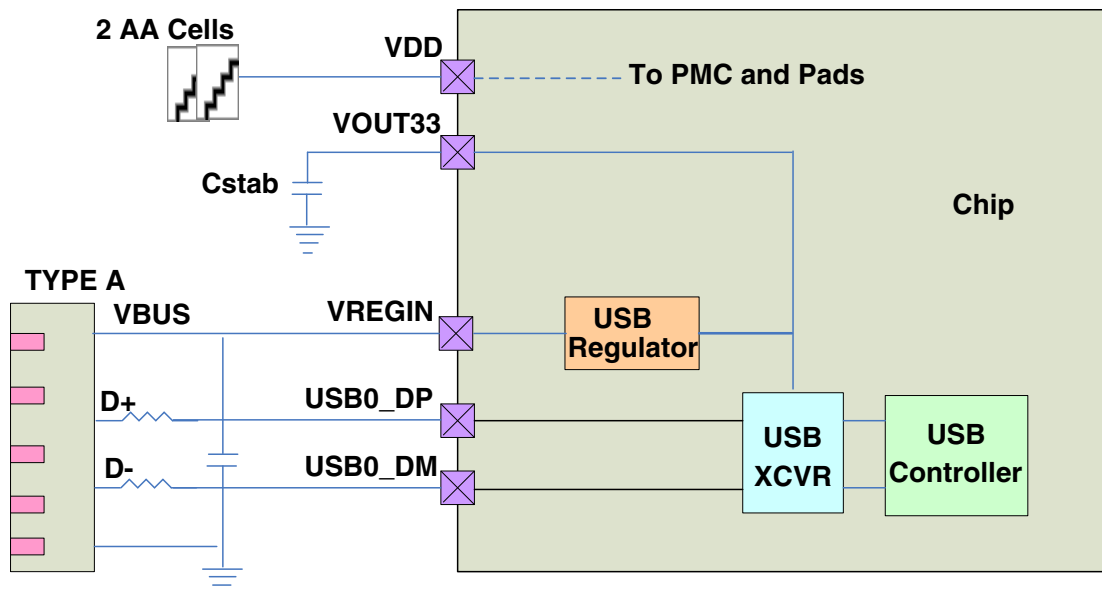 2 AA Cells
VDD
To PMC and Pads
VOUT33
Cstab
Chip
TYPE A
VBUS
VREGIN
USB
Regulator
D+
USB0_DP
D-
USB0_DM
USB
XCVR
USB
Controller